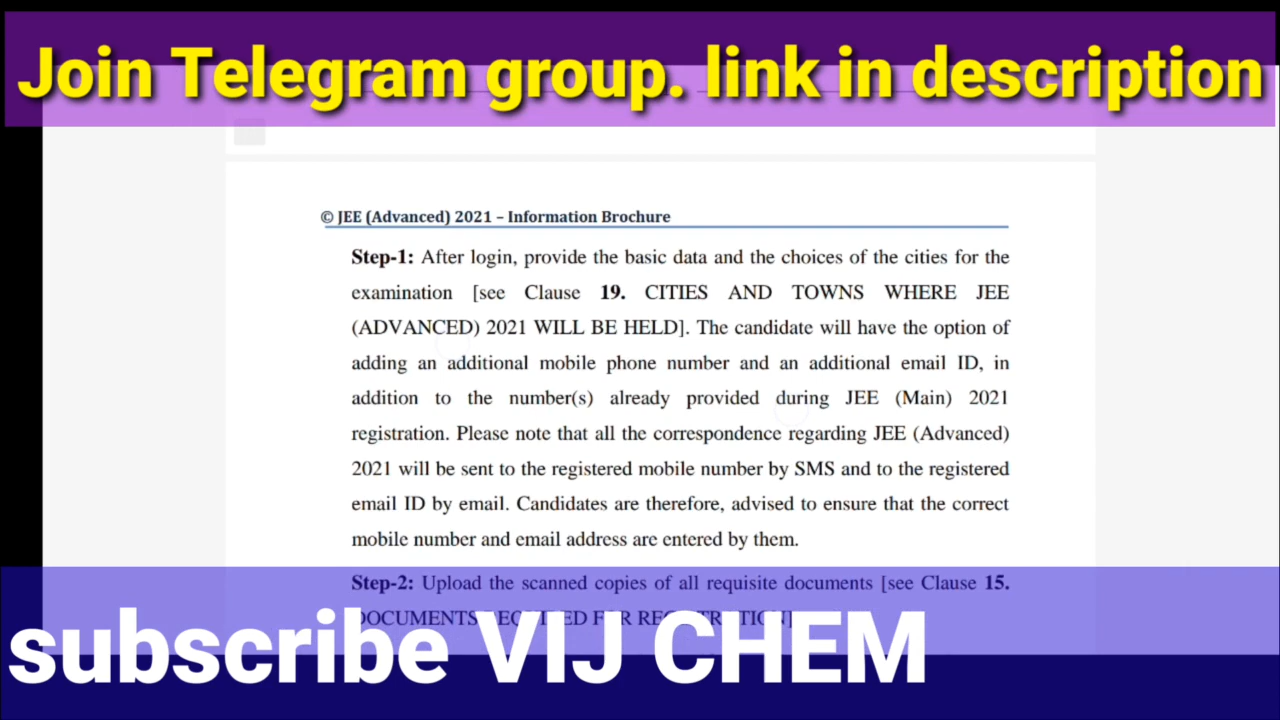 Join Telegram group. link in description
© JEE (Advanced) 2021 – Information Brochure
Step-1: After login, provide the basic data and the choices of the cities for the
examination [see Clause 19. CITIES AND TOWNS WHERE JEE
(ADVANCED) 2021 WILL BE HELD]. The candidate will have the option of
adding an additional mobile phone number and an additional email ID, in
addition to the number(s) already provided during JEE (Main) 2021
registration. Please note that all the correspondence regarding JEE (Advanced)
2021 will be sent to the registered mobile number by SMS and to the registered
email ID by email. Candidates are therefore, advised to ensure that the correct
mobile number and email address are entered by them.
Step-2: Upload the scanned copies of all requisite documents [see Clause 15.
DOCUMENTS REQUIRED FOR REGISTRATION]
subscribe VIJ CHEM